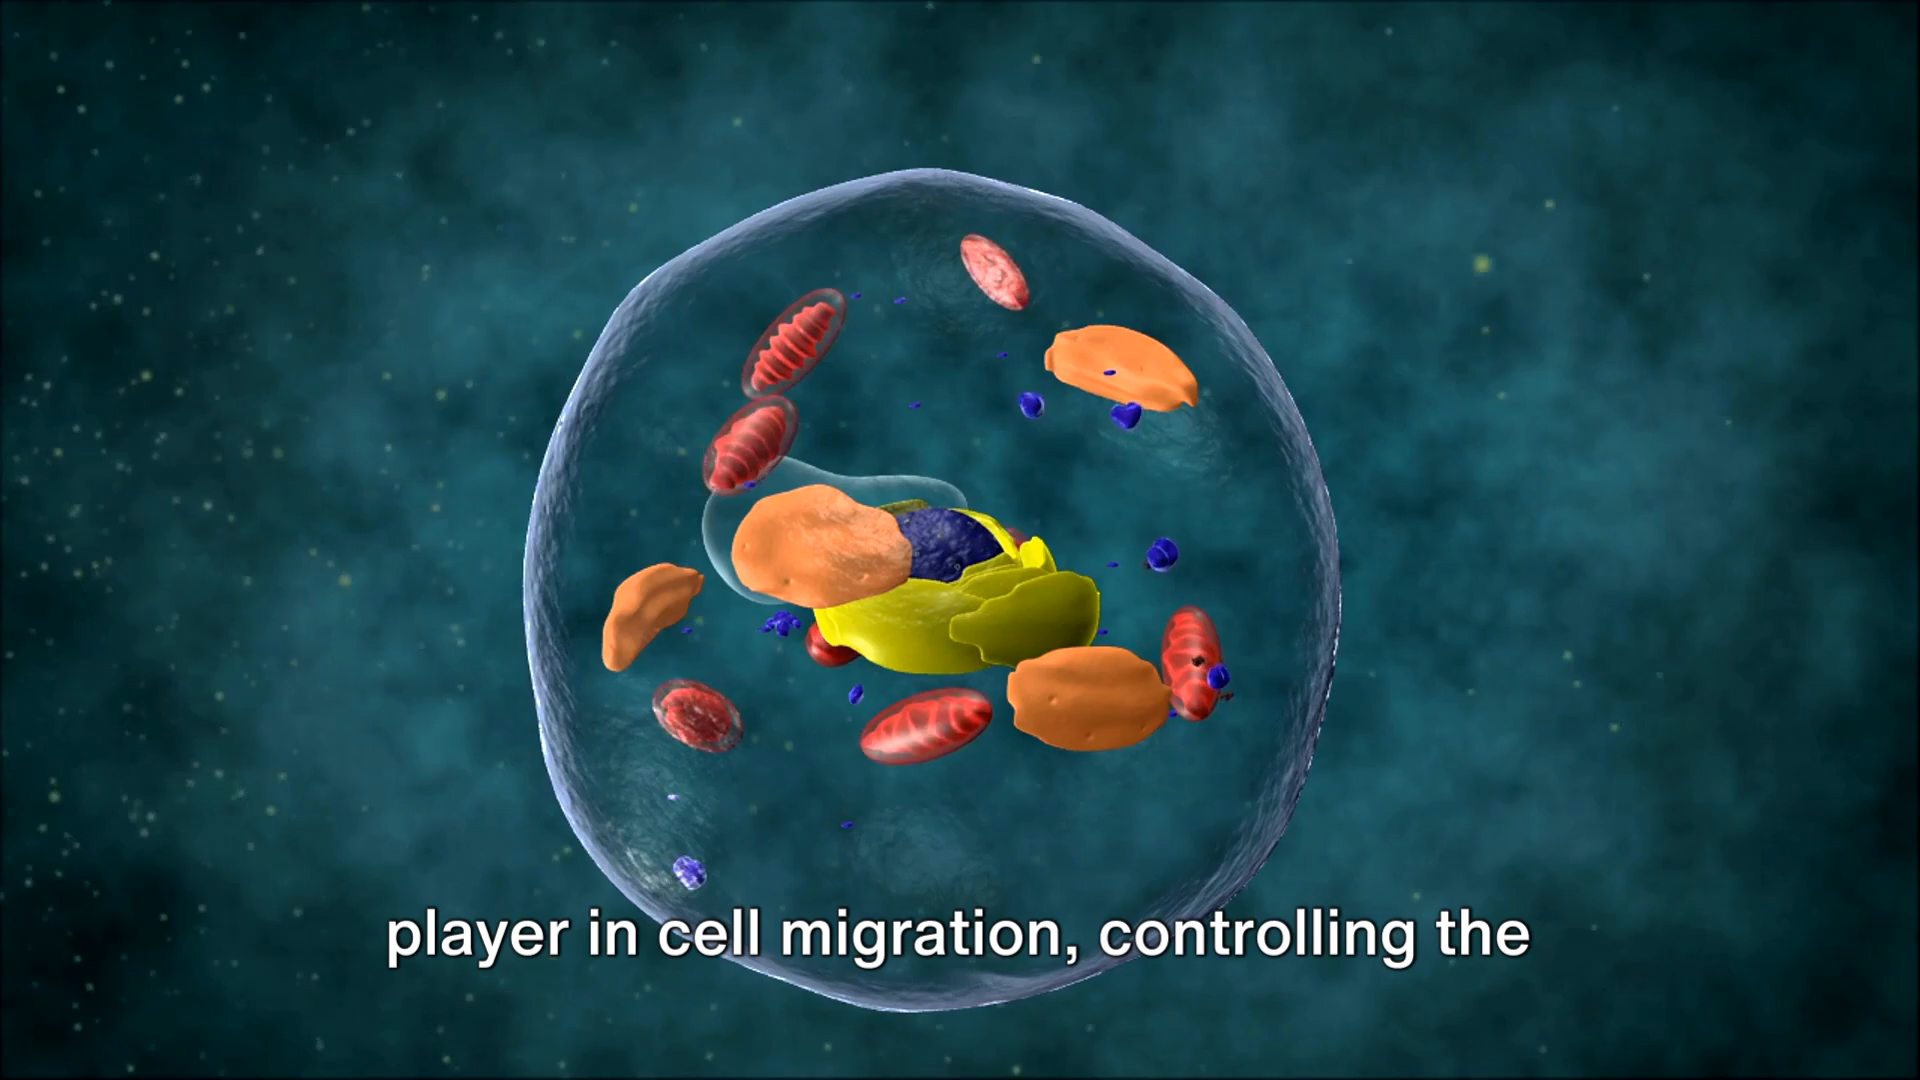 player in cell migration, controlling the